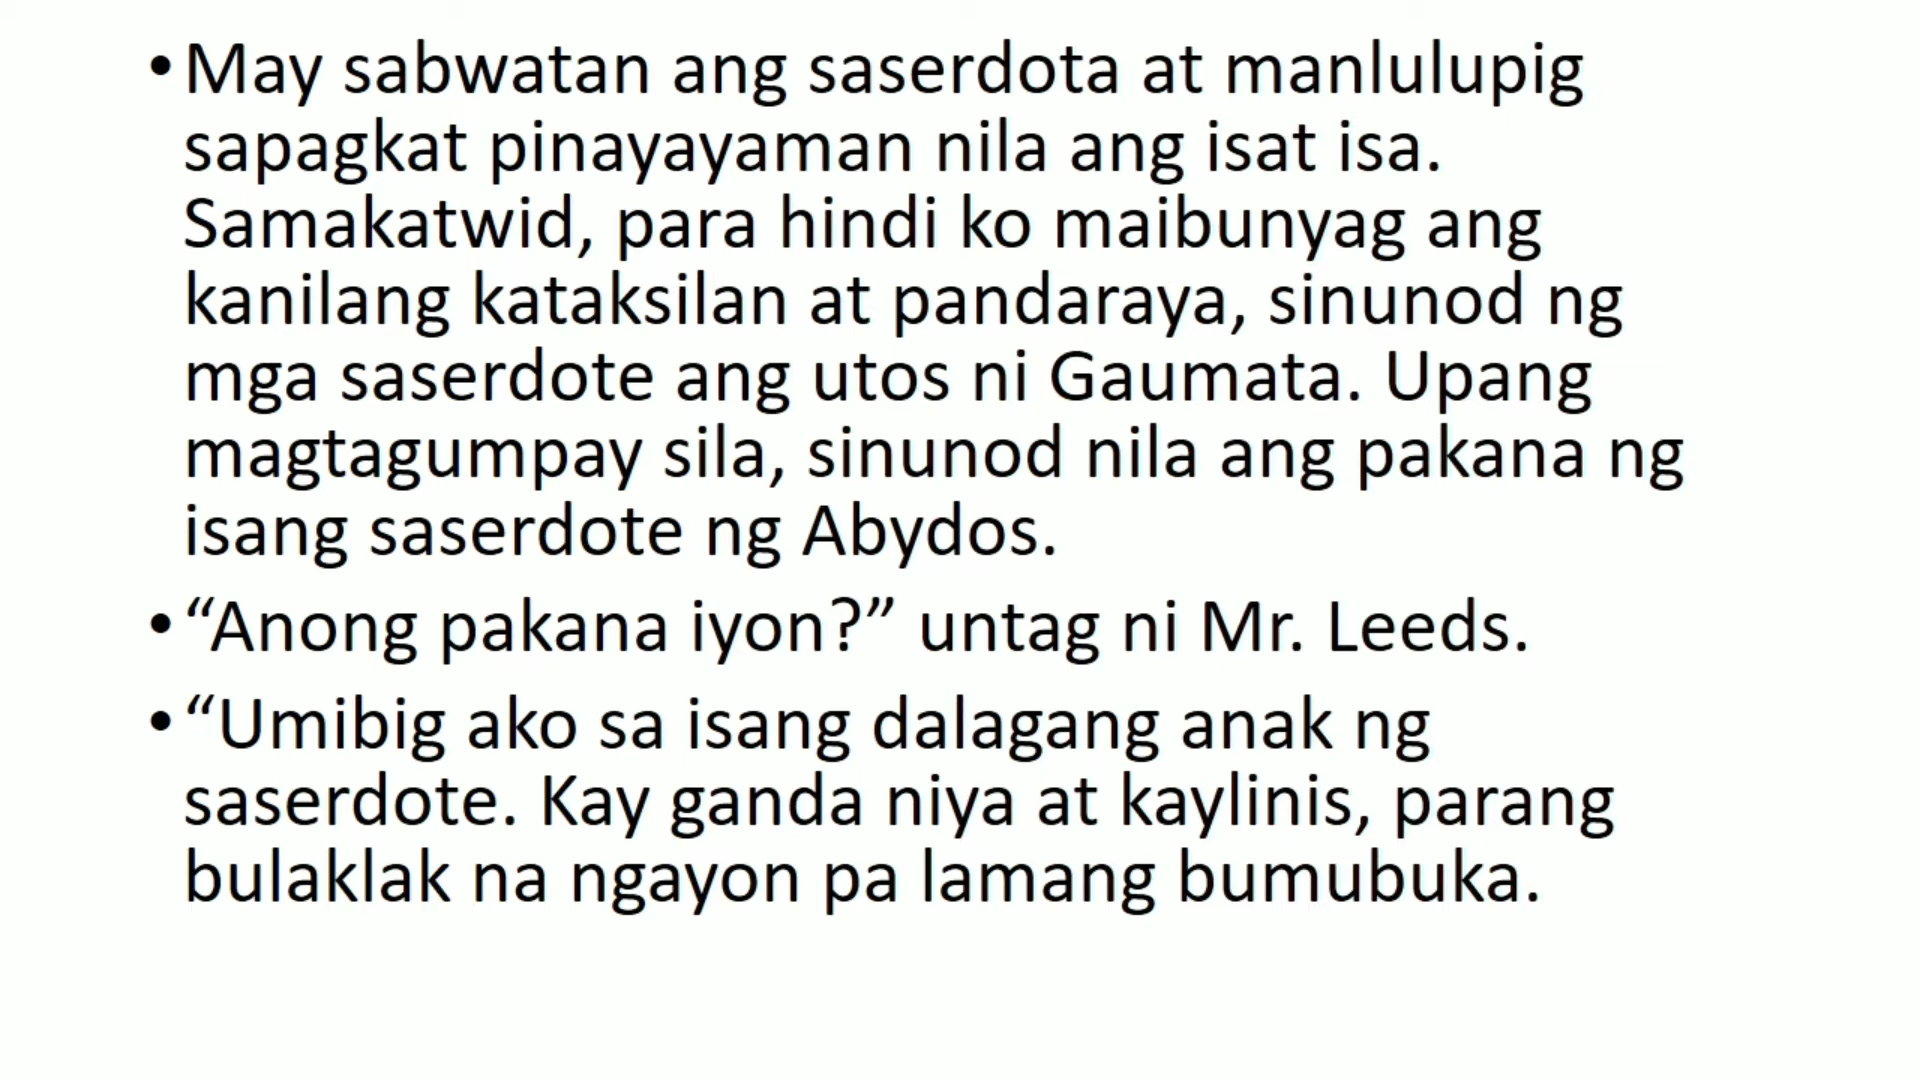 • May sabwatan ang saserdota at manlulupig
sapagkat pinayayaman nila ang isat isa.
Samakatwid, para hindi ko maibunyag ang
kanilang kataksilan at pandaraya, sinunod ng
mga saserdote ang utos ni Gaumata. Upang
magtagumpay sila, sinunod nila ang pakana ng
isang saserdote ng Abydos.
• “Anong pakana iyon?” untag ni Mr. Leeds.
• “Umibig ako sa isang dalagang anak ng
saserdote. Kay ganda niya at kaylinis, parang
bulaklak na ngayon pa lamang bumubuka.